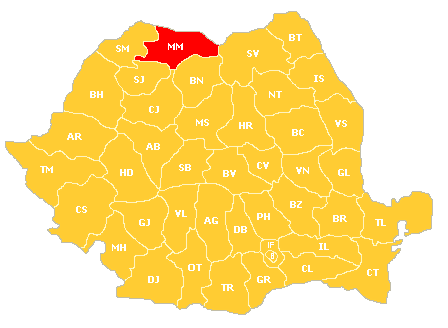 BT
SM
MM
SV
SJ
BN
IS
BH
CJ
NT
MS
HR
VS
AR
BC
AB
TM
HD
SB
BV
CV
VN
GL
CS
VL
AG
PH
BZ
BR
GJ
DB
TL
MH
IF
IL
B
OT
CL
DJ
TR
GR
CT